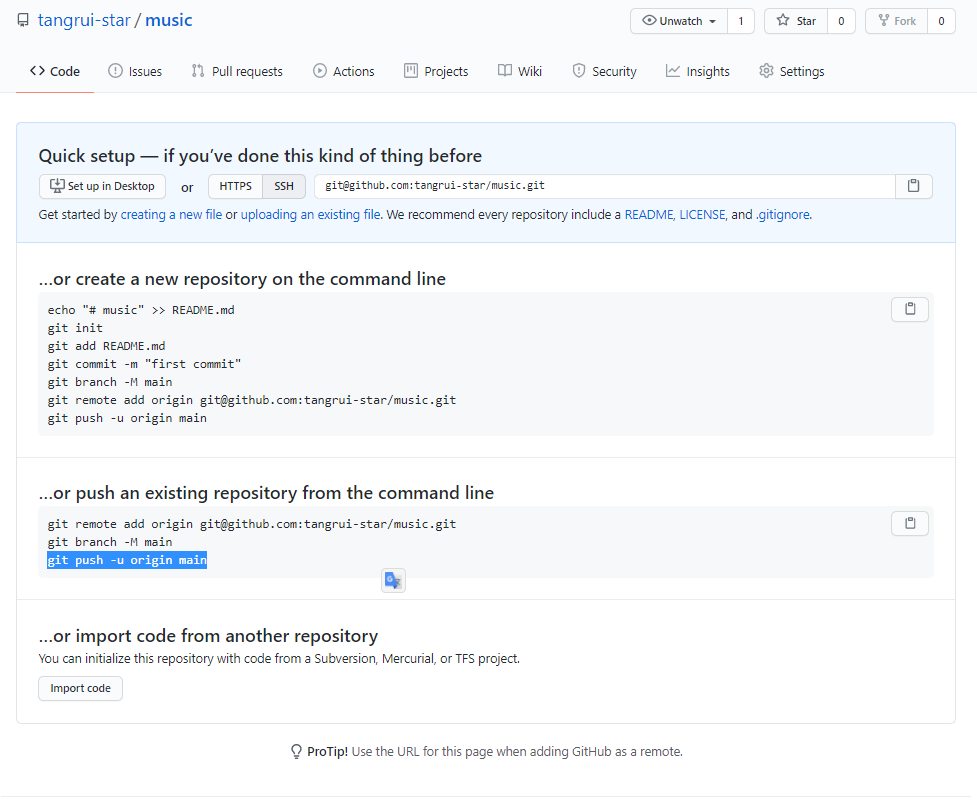 tangrui-star / music
Unwatch 1 Star 0 Fork 0
Code Issues Pull requests Actions Projects Wiki Security Insights Settings
Quick setup — if you’ve done this kind of thing before
Set up in Desktop or HTTPS SSH git@github.com:tangrui-star/music.git
Get started by creating a new file or uploading an existing file. We recommend every repository include a README, LICENSE, and .gitignore.
…or create a new repository on the command line
echo "# music" >> README.md
git init
git add README.md
git commit -m "first commit"
git branch -M main
git remote add origin git@github.com:tangrui-star/music.git
git push -u origin main
…or push an existing repository from the command line
git remote add origin git@github.com:tangrui-star/music.git
git branch -M main
git push -u origin main
…or import code from another repository
You can initialize this repository with code from a Subversion, Mercurial, or TFS project.
Import code
ProTip! Use the URL for this page when adding GitHub as a remote.